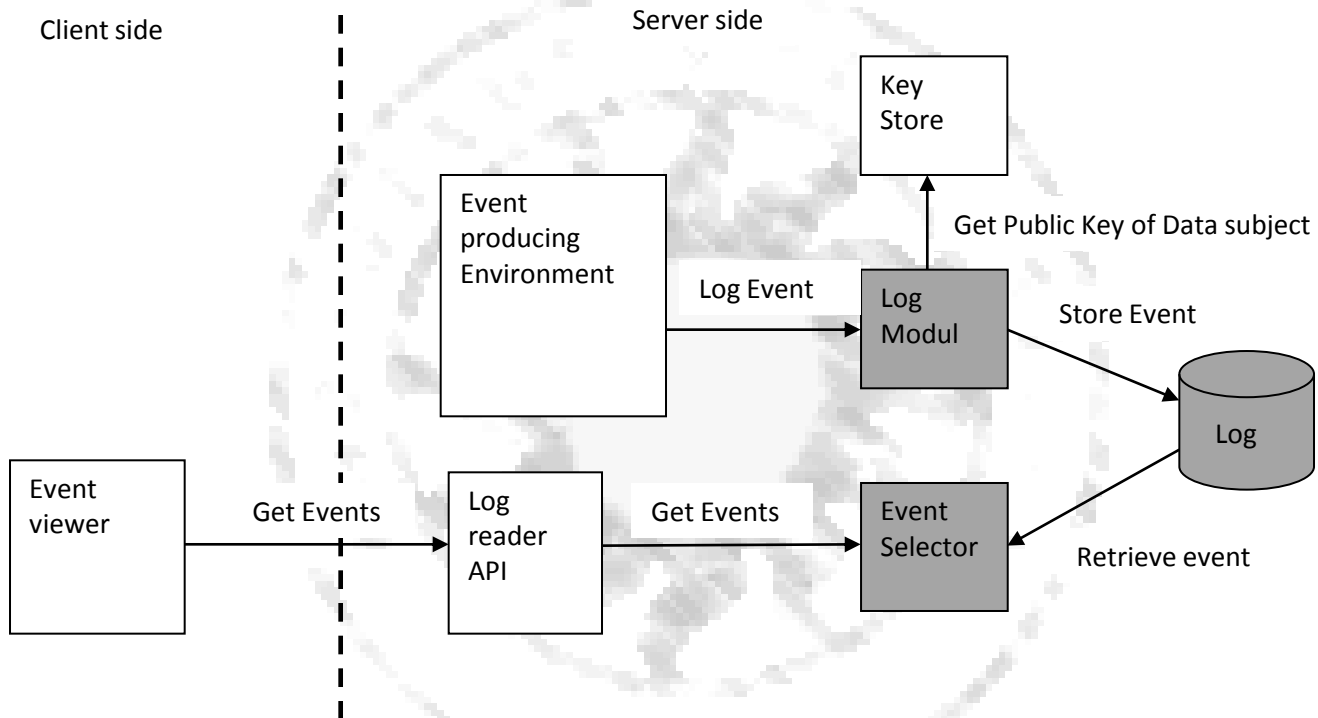 Client side
Server side
Key
Store
Event
producing
Environment
Get Public Key of Data subject
Log Event
Log
Modul
Store Event
Log
Event
viewer
Get Events
Log
reader
API
Get Events
Event
Selector
Retrieve event